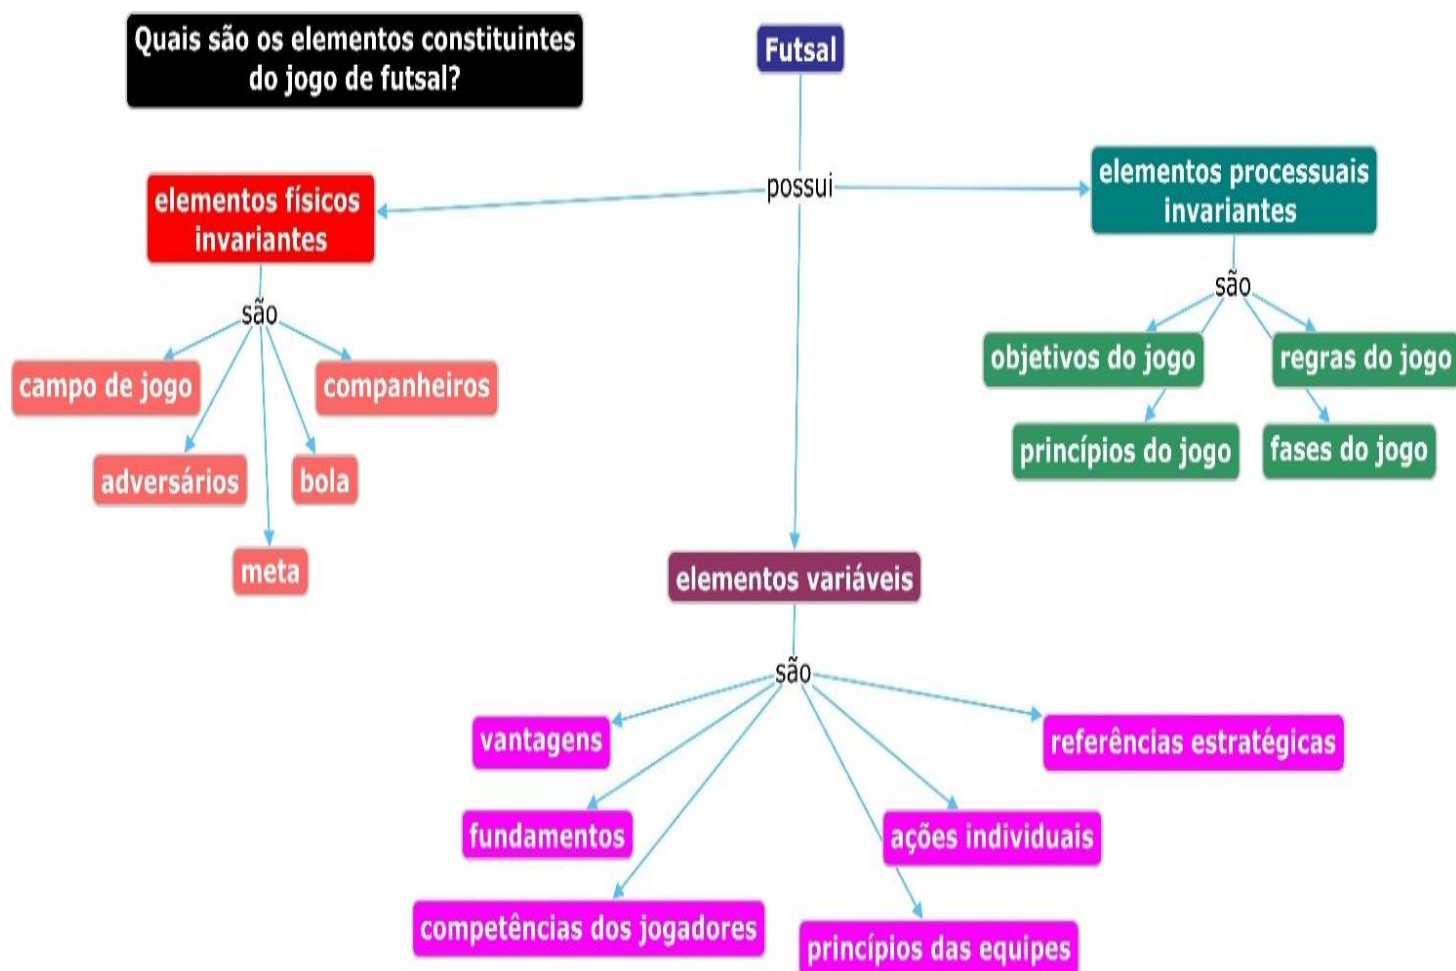 Quais são os elementos constituintes
do jogo de futsal?
Futsal
possui
elementos físicos
invariantes
são
campo de jogo
companheiros
adversários
bola
meta
elementos processuais
invariantes
são
objetivos do jogo
regras do jogo
princípios do jogo
fases do jogo
elementos variáveis
são
vantagens
referências estratégicas
fundamentos
ações individuais
competências dos jogadores
princípios das equipes